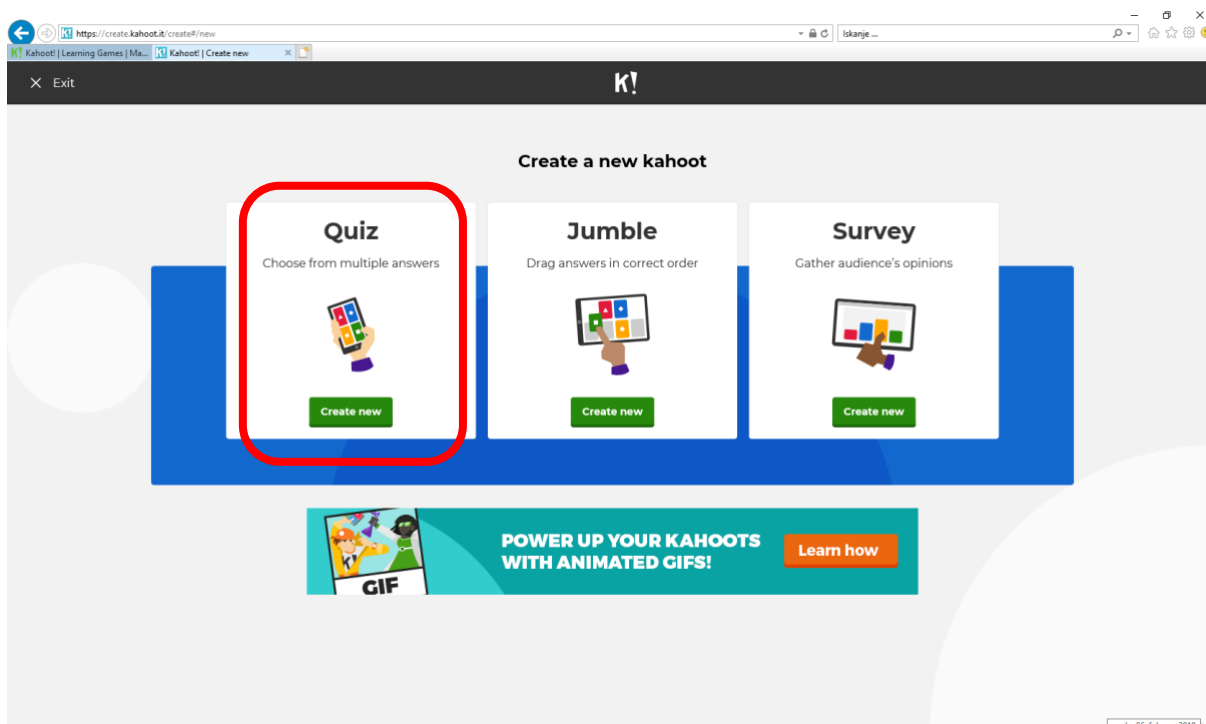 https://create.kahoot.it/create#/new
Iskanje ...
Kahoot! | Learning Games | Ma...
Kahoot! | Create new
Exit
K!
Create a new kahoot
Quiz
Choose from multiple answers
Create new
Jumble
Drag answers in correct order
Create new
Survey
Gather audience's opinions
Create new
GIF
POWER UP YOUR KAHOOTS
WITH ANIMATED GIFS!
Learn how